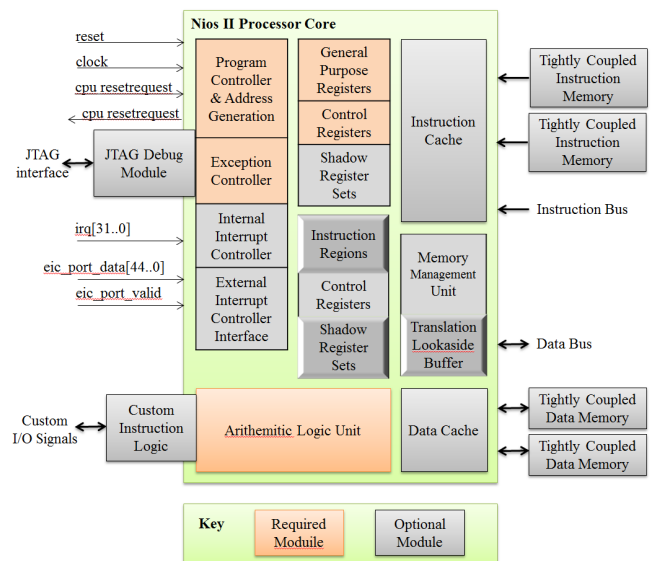 Nios II Processor Core
reset
clock
cpu resetrequest
cpu resetrequest
JTAG
interface
JTAG Debug
Module
irq[31..0]
eic_port_data[44..0]
eic_port_valid
Custom
I/O Signals
Custom
Instruction
Logic
Program
Controller
& Address
Generation
Exception
Controller
Internal
Interrupt
Controller
External
Interrupt
Controller
Interface
General
Purpose
Registers
Control
Registers
Shadow
Register
Sets
Instruction
Regions
Control
Registers
Shadow
Register
Sets
Arithemitic Logic Unit
Instruction
Cache
Memory
Management
Unit
Translation
Lookaside
Buffer
Data Cache
Tightly Coupled
Instruction
Memory
Tightly Coupled
Instruction
Memory
Instruction Bus
Data Bus
Tightly Coupled
Data Memory
Tightly Coupled
Data Memory
Key
Required
Moduile
Optional
Module